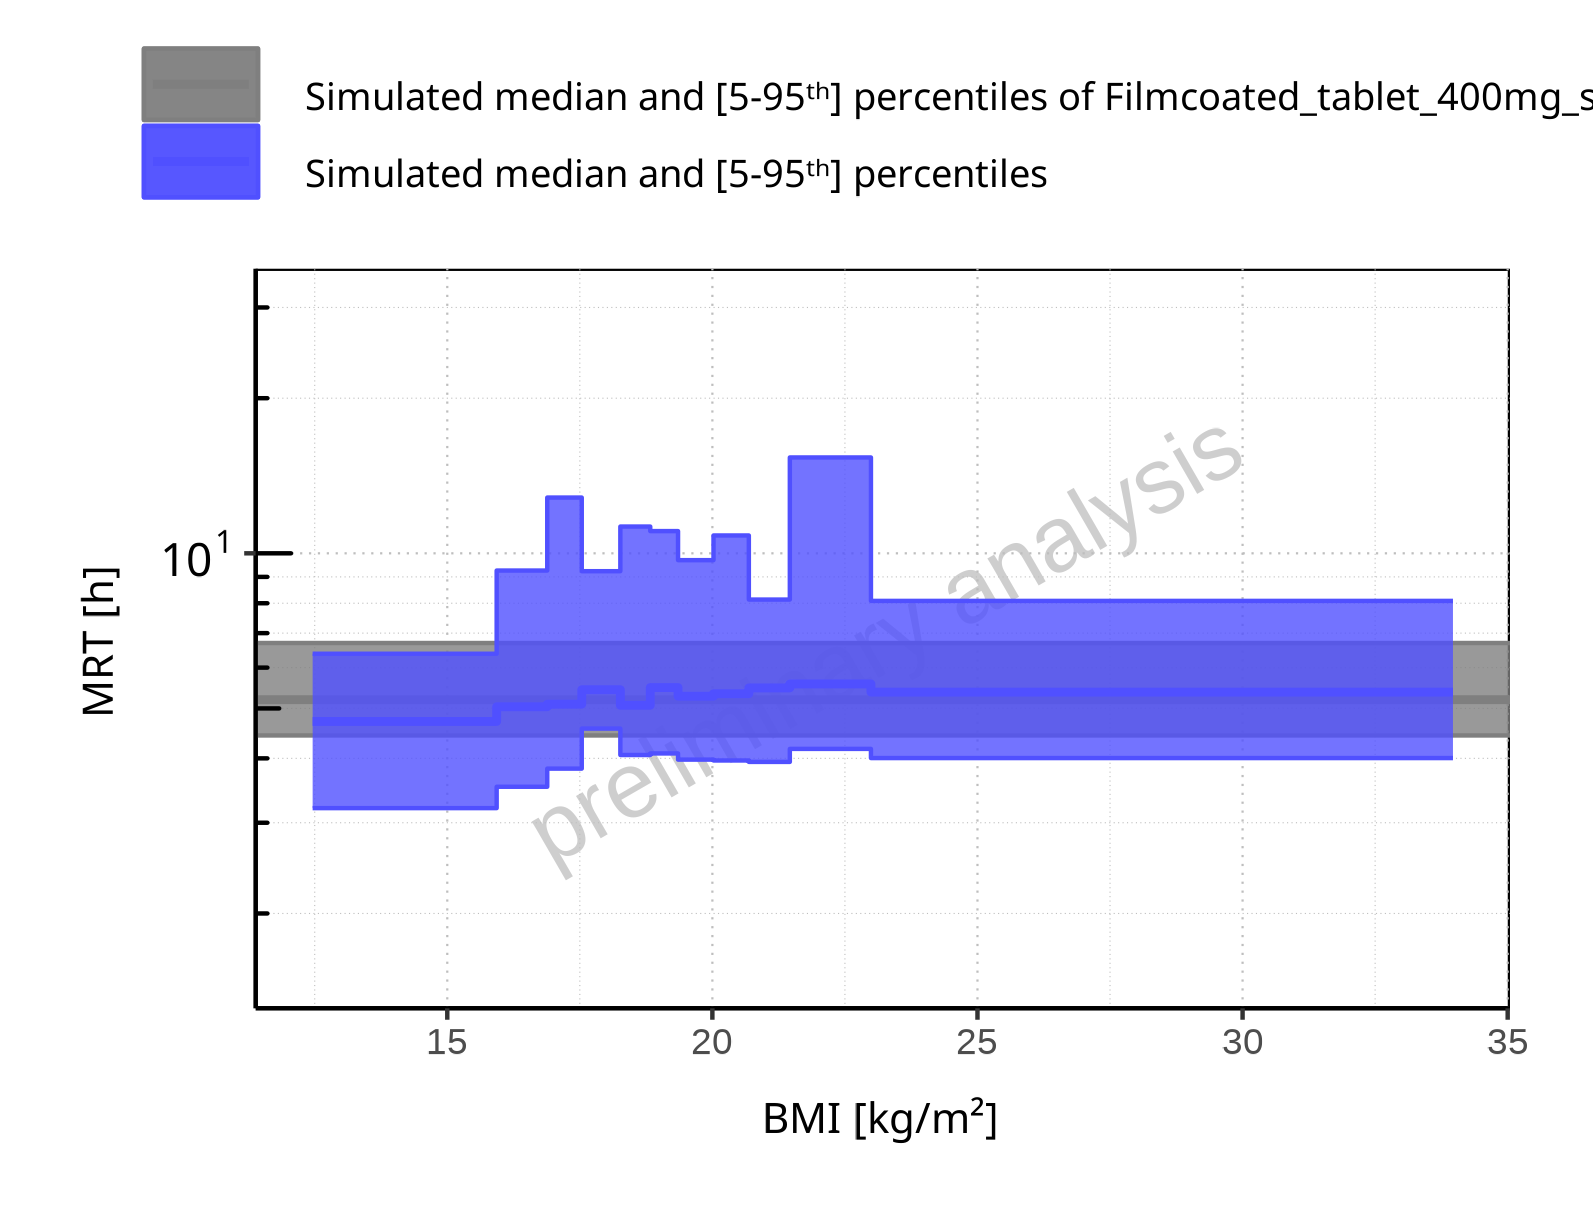 Simulated median and [5-95ᵗʰ] percentiles of Filmcoated_tablet_400mg_s
Simulated median and [5-95ᵗʰ] percentiles
10¹
MRT [h]
preliminary analysis
15 20 25 30 35
BMI [kg/m²]